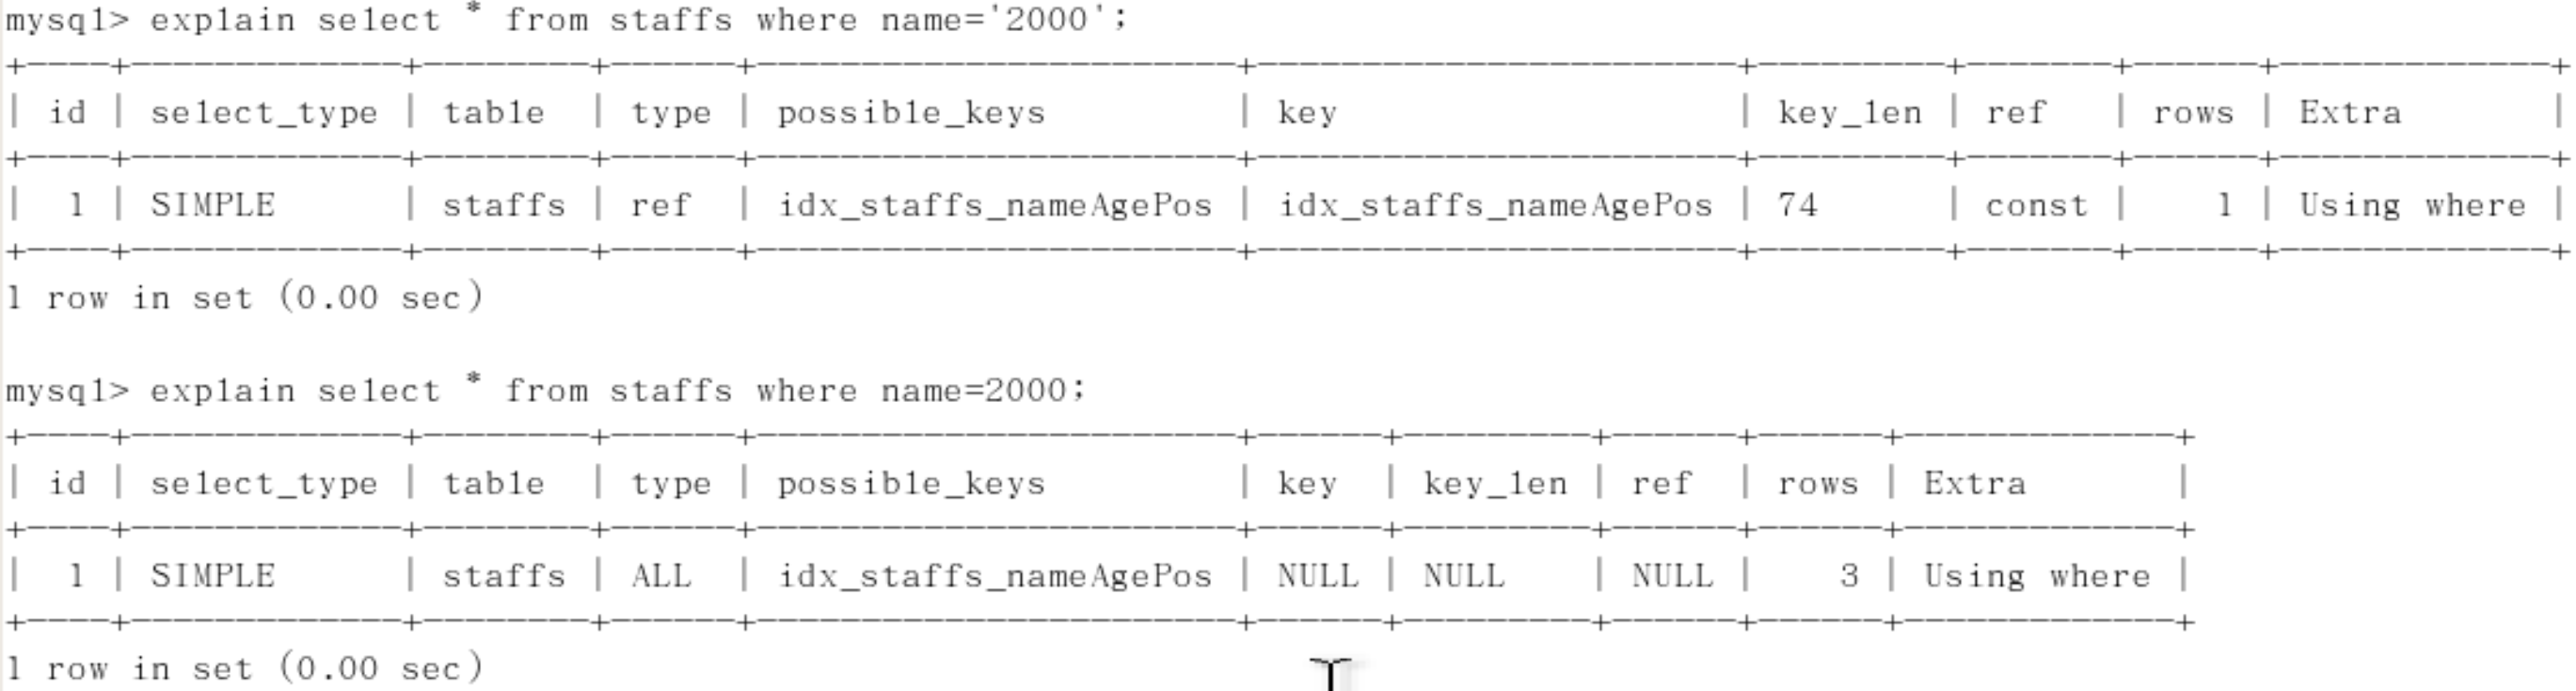 mysql> explain select * from staffs where name='2000';
+----+-------------+--------+------+-----------------------+-----------------------+---------+-------+------+-------------+
| id | select_type | table  | type | possible_keys         | key                   | key_len | ref   | rows | Extra       |
+----+-------------+--------+------+-----------------------+-----------------------+---------+-------+------+-------------+
|  1 | SIMPLE      | staffs | ref  | idx_staffs_nameAgePos | idx_staffs_nameAgePos | 74      | const |    1 | Using where |
+----+-------------+--------+------+-----------------------+-----------------------+---------+-------+------+-------------+
1 row in set (0.00 sec)

mysql> explain select * from staffs where name=2000;
+----+-------------+--------+------+-----------------------+------+---------+------+------+-------------+
| id | select_type | table  | type | possible_keys         | key  | key_len | ref  | rows | Extra       |
+----+-------------+--------+------+-----------------------+------+---------+------+------+-------------+
|  1 | SIMPLE      | staffs | ALL  | idx_staffs_nameAgePos | NULL | NULL    | NULL |    3 | Using where |
+----+-------------+--------+------+-----------------------+------+---------+------+------+-------------+
1 row in set (0.00 sec)